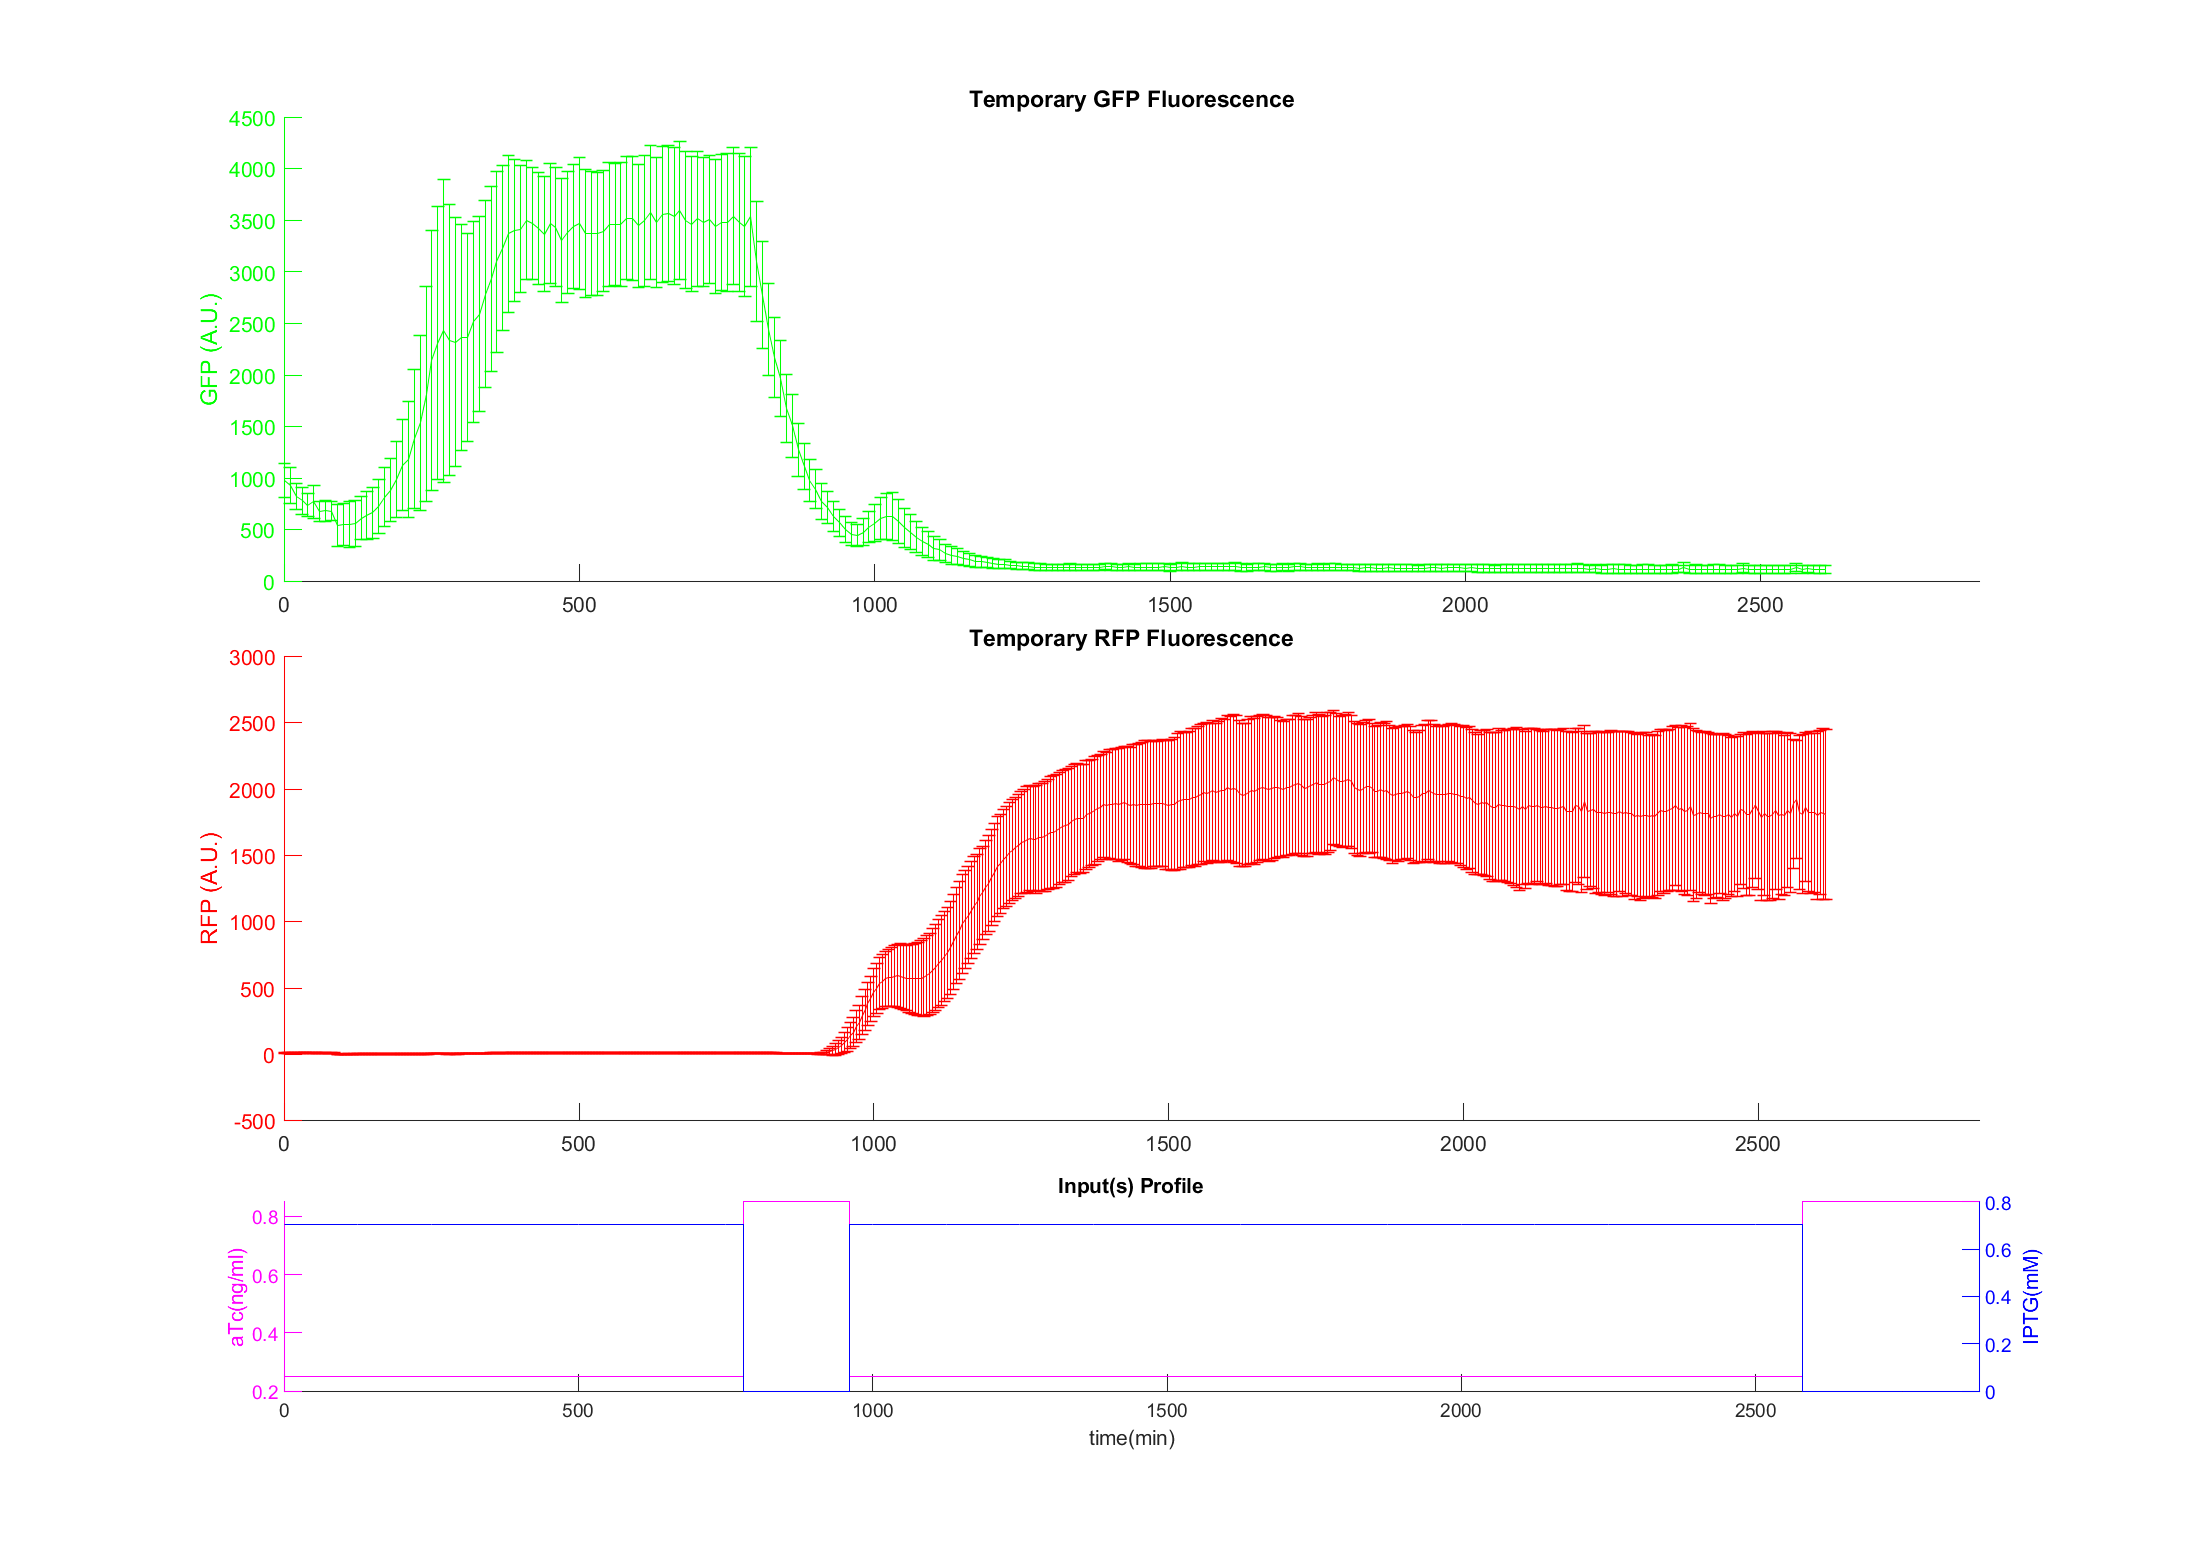 Temporary GFP Fluorescence
4500
4000
3500
3000
2500
2000
1500
1000
500
0
GFP (A.U.)
0 500 1000 1500 2000 2500
Temporary RFP Fluorescence
3000
2500
2000
1500
1000
500
0
-500
RFP (A.U.)
0 500 1000 1500 2000 2500
Input(s) Profile
0.8
0.6
0.4
0.2
aTc(ng/ml)
0.8
0.6
0.4
0.2
0
IPTG(mM)
0 500 1000 1500 2000 2500
time(min)